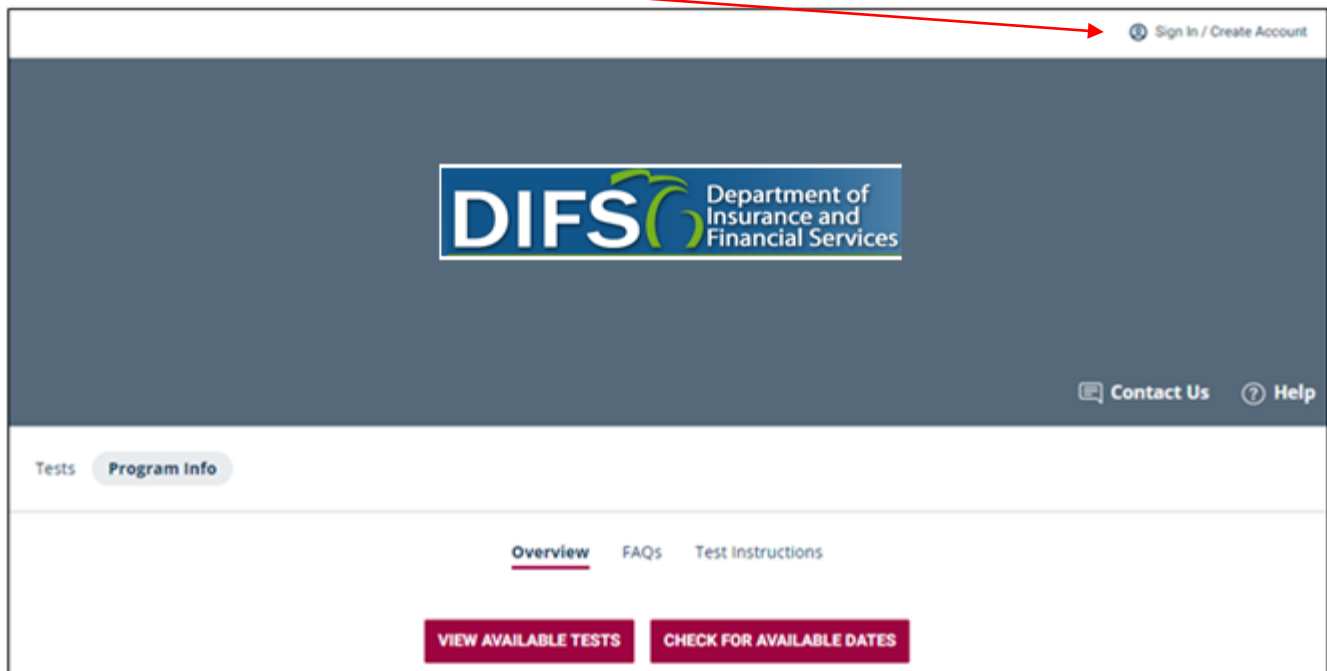 Sign In / Create Account
DIFS
Department of
Insurance and
Financial Services
Contact Us
Help
Tests
Program Info
Overview
FAQs
Test Instructions
VIEW AVAILABLE TESTS
CHECK FOR AVAILABLE DATES